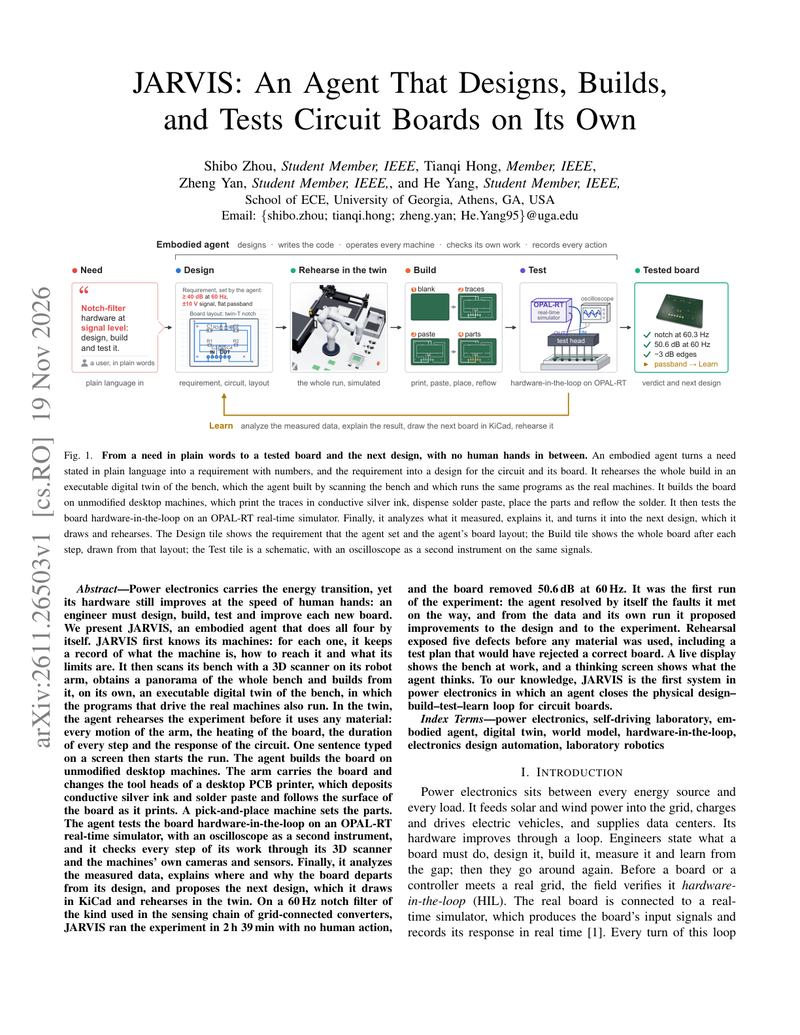 JARVIS: An Agent That Designs, Builds,
and Tests Circuit Boards on Its Own
Shibo Zhou, Student Member, IEEE, Tianqi Hong, Member, IEEE,
Zheng Yan, Student Member, IEEE,, and He Yang, Student Member, IEEE,
School of ECE, University of Georgia, Athens, GA, USA
Email: {shibo.zhou; tianqi.hong; zheng.yan; He.Yang95}@uga.edu
arXiv:2611.26503v1 [cs.RO] 19 Nov 2026
Embodied agent designs · writes the code · operates every machine · checks its own work · records every action
Need
“
Notch-filter
hardware at
signal level:
design, build
and test it.
a user, in plain words
plain language in
Design
Requirement, set by the agent:
≥ 40 dB at 60 Hz,
±10 V signal, flat passband
Board layout: twin-T notch
requirement, circuit, layout
Rehearse in the twin
the whole run, simulated
Build
1 blank
2 traces
3 paste
4 parts
print, paste, place, reflow
Test
OPAL-RT
real-time
simulator
oscilloscope
test head
hardware-in-the-loop on OPAL-RT
Tested board
notch at 60.3 Hz
50.6 dB at 60 Hz
−3 dB edges
passband → Learn
verdict and next design
Learn analyze the measured data, explain the result, draw the next board in KiCad, rehearse it
Fig. 1. From a need in plain words to a tested board and the next design, with no human hands in between. An embodied agent turns a need
stated in plain language into a requirement with numbers, and the requirement into a design for the circuit and its board. It rehearses the whole build in an
executable digital twin of the bench, which the agent built by scanning the bench and which runs the same programs as the real machines. It builds the board
on unmodified desktop machines, which print the traces in conductive silver ink, dispense solder paste, place the parts and reflow the solder. It then tests the
board hardware-in-the-loop on an OPAL-RT real-time simulator. Finally, it analyzes what it measured, explains it, and turns it into the next design, which it
draws and rehearses. The Design tile shows the requirement that the agent set and the agent’s board layout; the Build tile shows the whole board after each
step, drawn from that layout; the Test tile is a schematic, with an oscilloscope as a second instrument on the same signals.
Abstract—Power electronics carries the energy transition, yet
its hardware still improves at the speed of human hands: an
engineer must design, build, test and improve each new board.
We present JARVIS, an embodied agent that does all four by
itself. JARVIS first knows its machines: for each one, it keeps
a record of what the machine is, how to reach it and what its
limits are. It then scans its bench with a 3D scanner on its robot
arm, obtains a panorama of the whole bench and builds from
it, on its own, an executable digital twin of the bench, in which
the programs that drive the real machines also run. In the twin,
the agent rehearses the experiment before it uses any material:
every motion of the arm, the heating of the board, the duration
of every step and the response of the circuit. One sentence typed
on a screen then starts the run. The agent builds the board on
unmodified desktop machines. The arm carries the board and
changes the tool heads of a desktop PCB printer, which deposits
conductive silver ink and solder paste and follows the surface of
the board as it prints. A pick-and-place machine sets the parts.
The agent tests the board hardware-in-the-loop on an OPAL-RT
real-time simulator, with an oscilloscope as a second instrument,
and it checks every step of its work through its 3D scanner
and the machines’ own cameras and sensors. Finally, it analyzes
the measured data, explains where and why the board departs
from its design, and proposes the next design, which it draws
in KiCad and rehearses in the twin. On a 60 Hz notch filter of
the kind used in the sensing chain of grid-connected converters,
JARVIS ran the experiment in 2 h 39 min with no human action,
and the board removed 50.6 dB at 60 Hz. It was the first run
of the experiment: the agent resolved by itself the faults it met
on the way, and from the data and its own run it proposed
improvements to the design and to the experiment. Rehearsal
exposed five defects before any material was used, including a
test plan that would have rejected a correct board. A live display
shows the bench at work, and a thinking screen shows what the
agent thinks. To our knowledge, JARVIS is the first system in
power electronics in which an agent closes the physical design–
build–test–learn loop for circuit boards.
Index Terms—power electronics, self-driving laboratory, em-
bodied agent, digital twin, world model, hardware-in-the-loop,
electronics design automation, laboratory robotics
I. INTRODUCTION
Power electronics sits between every energy source and
every load. It feeds solar and wind power into the grid, charges
and drives electric vehicles, and supplies data centers. Its
hardware improves through a loop. Engineers state what a
board must do, design it, build it, measure it and learn from
the gap; then they go around again. Before a board or a
controller meets a real grid, the field verifies it hardware-
in-the-loop (HIL). The real board is connected to a real-
time simulator, which produces the board’s input signals and
records its response in real time [1]. Every turn of this loop